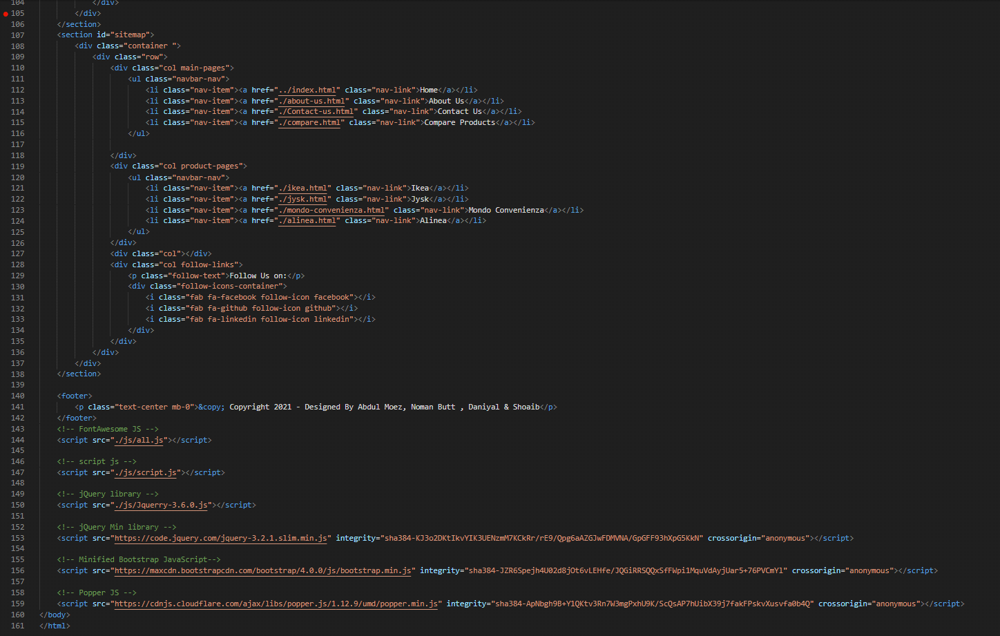 104                 </div>
105             </div>
106         </section>
107         <section id="sitemap">
108             <div class="container ">
109                 <div class="row">
110                     <div class="col main-pages">
111                         <ul class="navbar-nav">
112                             <li class="nav-item"><a href="../index.html" class="nav-link">Home</a></li>
113                             <li class="nav-item"><a href="./about-us.html" class="nav-link">About Us</a></li>
114                             <li class="nav-item"><a href="./Contact-us.html" class="nav-link">Contact Us</a></li>
115                             <li class="nav-item"><a href="./compare.html" class="nav-link">Compare Products</a></li>
116                         </ul>
117
118                     </div>
119                     <div class="col product-pages">
120                         <ul class="navbar-nav">
121                             <li class="nav-item"><a href="./ikea.html" class="nav-link">Ikea</a></li>
122                             <li class="nav-item"><a href="./jysk.html" class="nav-link">Jysk</a></li>
123                             <li class="nav-item"><a href="./mondo-convenienza.html" class="nav-link">Mondo Convenienza</a></li>
124                             <li class="nav-item"><a href="./alinea.html" class="nav-link">Alinea</a></li>
125                         </ul>
126                     </div>
127                     <div class="col"></div>
128                     <div class="col follow-links">
129                         <p class="follow-text">Follow Us on:</p>
130                         <div class="follow-icons-container">
131                             <i class="fab fa-facebook follow-icon facebook"></i>
132                             <i class="fab fa-github follow-icon github"></i>
133                             <i class="fab fa-linkedin follow-icon linkedin"></i>
134                         </div>
135                     </div>
136                 </div>
137             </div>
138         </section>
139
140         <footer>
141             <p class="text-center mb-0">&copy; Copyright 2021 - Designed By Abdul Moez, Noman Butt , Daniyal & Shoaib</p>
142         </footer>
143         <!-- FontAwesome JS -->
144         <script src="./js/all.js"></script>
145
146         <!-- script js -->
147         <script src="./js/script.js"></script>
148
149         <!-- jQuery library -->
150         <script src="./js/Jquerry-3.6.0.js"></script>
151
152         <!-- jQuery Min library -->
153         <script src="https://code.jquery.com/jquery-3.2.1.slim.min.js" integrity="sha384-KJ3o2DKtIkvYIK3UENzmM7KCkRr/rE9/Qpg6aAZGJwFDMVNA/GpGFF93hXpG5KkN" crossorigin="anonymous"></script>
154
155         <!-- Minified Bootstrap JavaScript-->
156         <script src="https://maxcdn.bootstrapcdn.com/bootstrap/4.0.0/js/bootstrap.min.js" integrity="sha384-JZR6Spejh4U02d8jOt6vLEHfe/JQGiRRSQQxSfFWpi1MquVdAyjUar5+76PVCmYl" crossorigin="anonymous"></script>
157
158         <!-- Popper JS -->
159         <script src="https://cdnjs.cloudflare.com/ajax/libs/popper.js/1.12.9/umd/popper.min.js" integrity="sha384-ApNbgh9B+Y1QKtv3Rn7W3mgPxhU9K/ScQsAP7hUibX39j7fakFPskvXusvfa0b4Q" crossorigin="anonymous"></script>
160     </body>
161     </html>